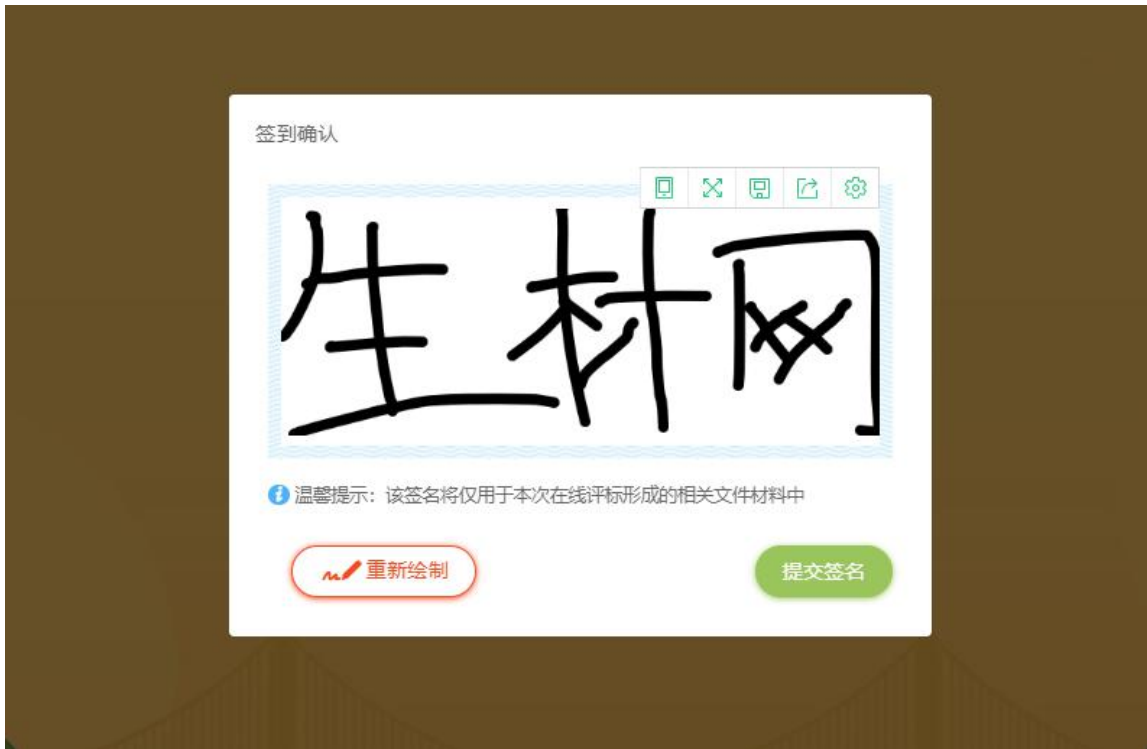 签到确认
生材网
温馨提示：该签名将仅用于本次在线评标形成的相关文件材料中
重新绘制
提交签名